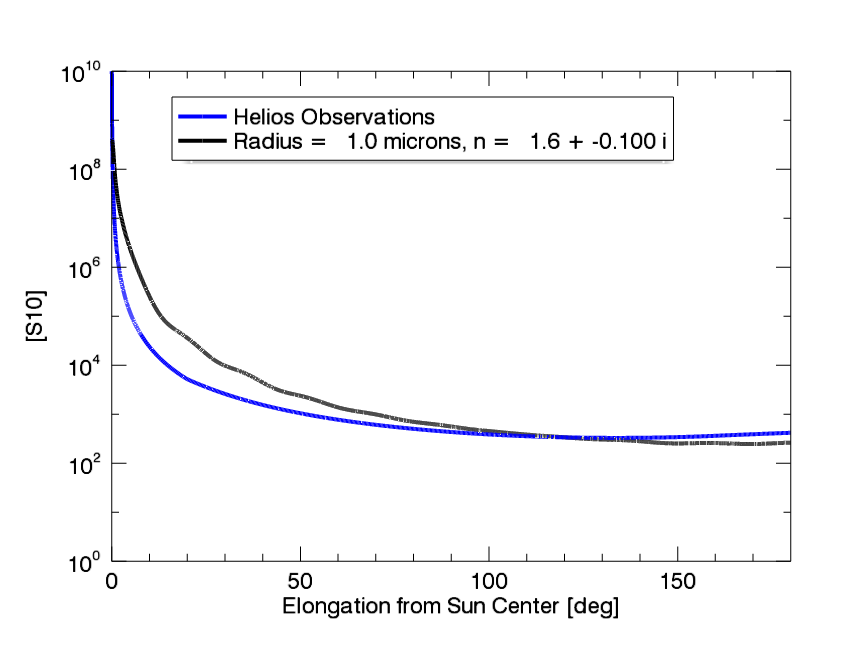 10^10
Helios Observations
Radius = 1.0 microns, n = 1.6 + -0.100 i
10^8
10^6
[S10]
10^4
10^2
10^0
0 50 100 150
Elongation from Sun Center [deg]